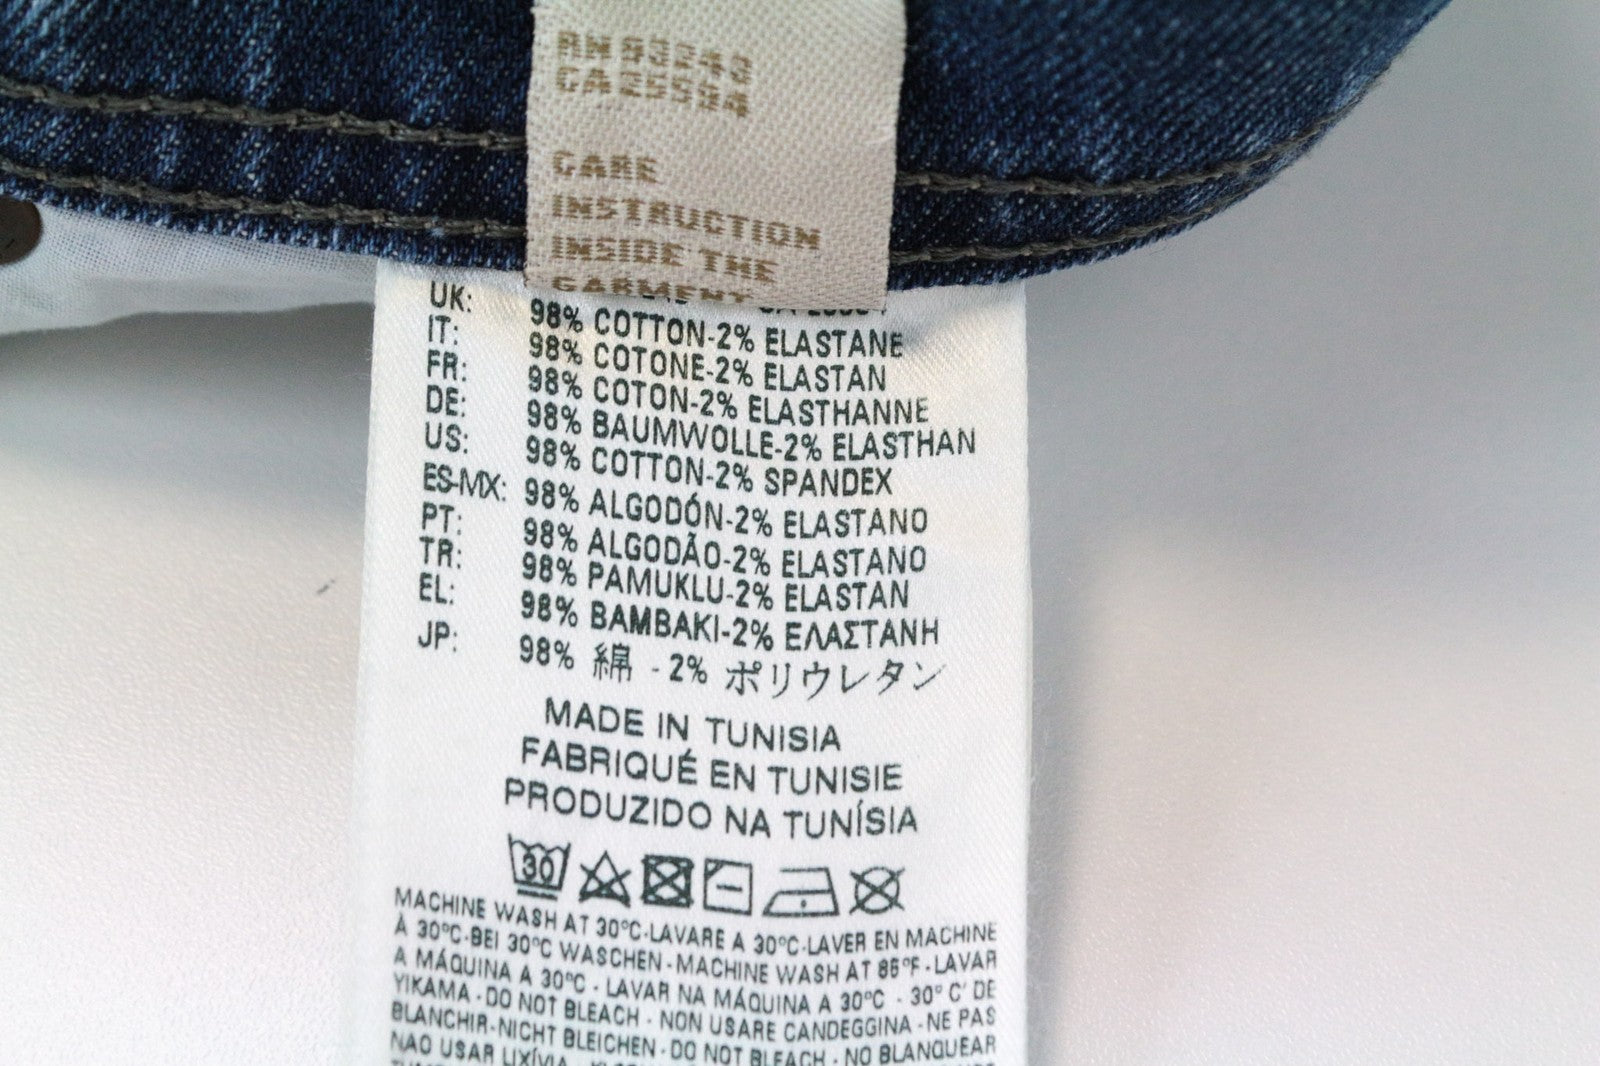 RN 93243
CA 25594
CARE
INSTRUCTION
INSIDE THE
GARMENT
UK: 98% COTTON-2% ELASTANE
IT: 98% COTONE-2% ELASTAN
FR: 98% COTON-2% ELASTHANNE
DE: 98% BAUMWOLLE-2% ELASTHAN
US: 98% COTTON-2% SPANDEX
ES-MX: 98% ALGODÓN-2% ELASTANO
PT: 98% ALGODÃO-2% ELASTANO
TR: 98% PAMUKLU-2% ELASTAN
EL: 98% BAMBAKI-2% ΕΛΑΣΤΑΝΗ
JP: 98% 綿 - 2% ポリウレタン
MADE IN TUNISIA
FABRIQUÉ EN TUNISIE
PRODUZIDO NA TUNÍSIA
30
MACHINE WASH AT 30°C-LAVARE A 30°C-LAVER EN MACHINE
À 30°C-BEI 30°C WASCHEN-MACHINE WASH AT 85°F-LAVAR
A MÁQUINA A 30°C - LAVAR NA MÁQUINA A 30°C - 30° C' DE
YIKAMA - DO NOT BLEACH - NON USARE CANDEGGINA - NE PAS
BLANCHIR-NICHT BLEICHEN - DO NOT BLEACH - NO BLANQUEAR
NAO USAR LIXÍVIA